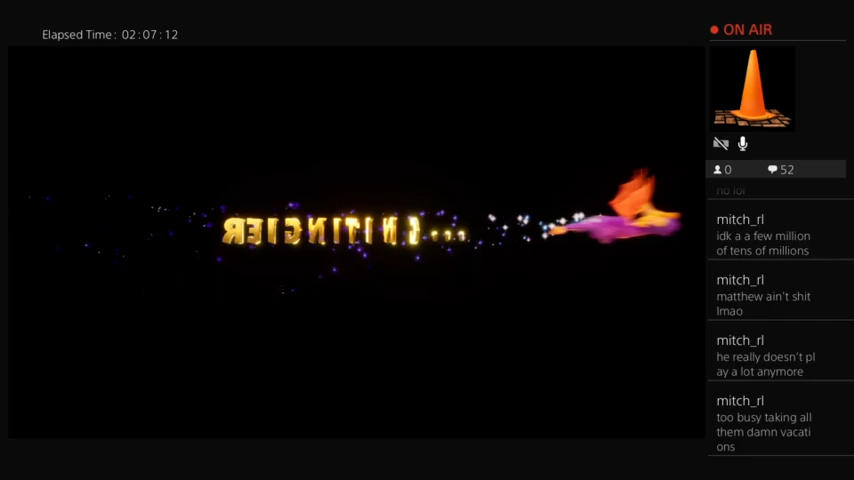 Elapsed Time: 02:07:12
ON AIR
0 52
no lol
mitch_rl
idk a a few million
of tens of millions
mitch_rl
matthew ain't shit
lmao
mitch_rl
he really doesn't pl
ay a lot anymore
mitch_rl
too busy taking all
them damn vacati
ons